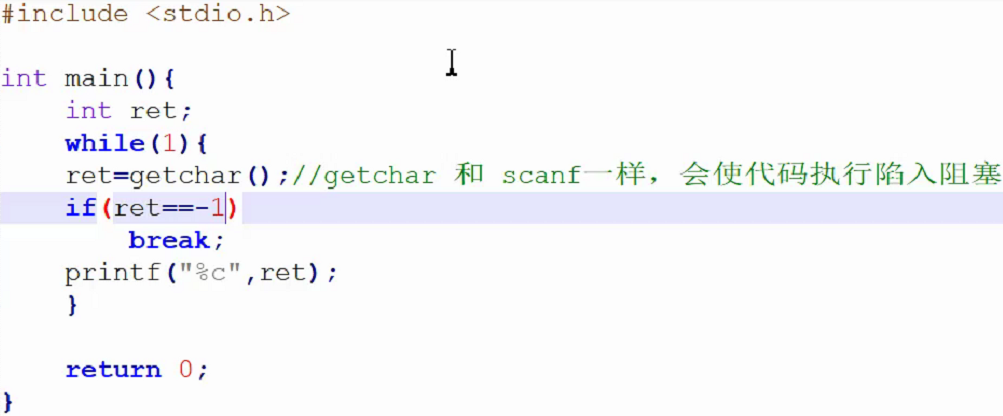 #include <stdio.h>
int main(){
int ret;
while(1){
ret=getchar();//getchar 和 scanf一样，会使代码执行陷入阻塞
if(ret==-1)
break;
printf("%c",ret);
}
return 0;
}